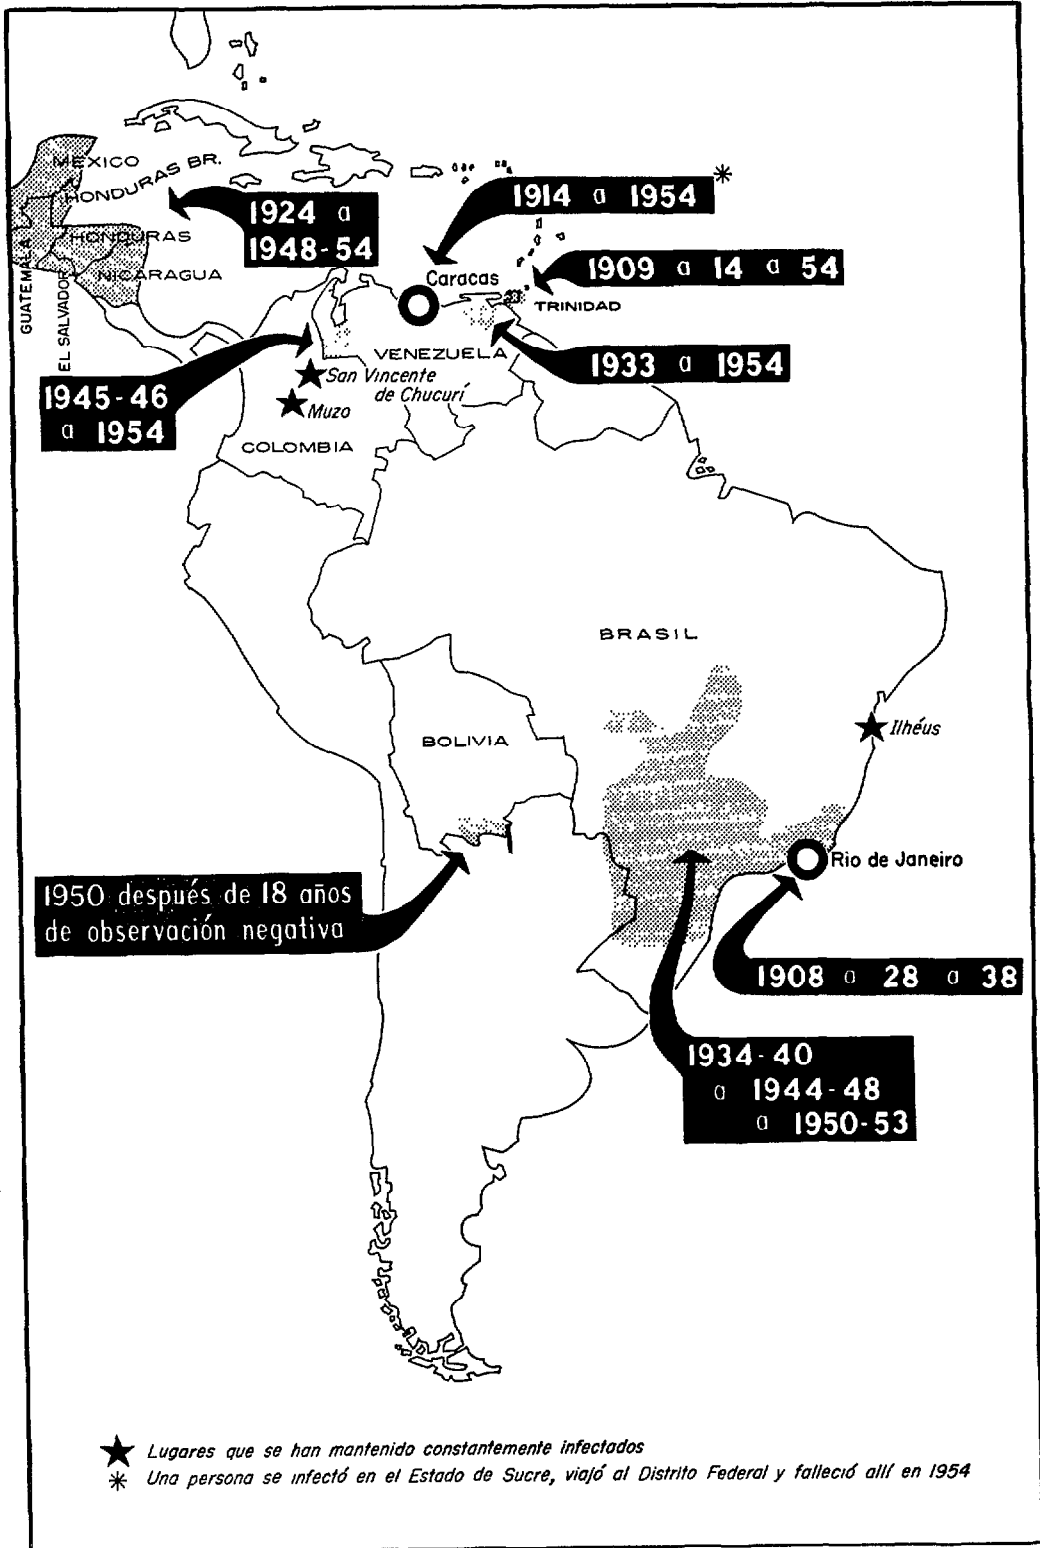 MEXICO
HONDURAS BR.
1924 a
1948-54
1914 a 1954 *
HONDURAS
NICARAGUA
GUATEMALA
EL SALVADOR
Caracas
1909 a 14 a 54
TRINIDAD
VENEZUELA
1933 a 1954
1945-46
a 1954
San Vincente
de Chucurí
Muzo
COLOMBIA
BRASIL
BOLIVIA
Ilhéus
Rio de Janeiro
1950 después de 18 años
de observación negativa
1908 a 28 a 38
1934-40
a 1944-48
a 1950-53
★ Lugares que se han mantenido constantemente infectados
* Una persona se infectó en el Estado de Sucre, viajó al Distrito Federal y falleció allí en 1954